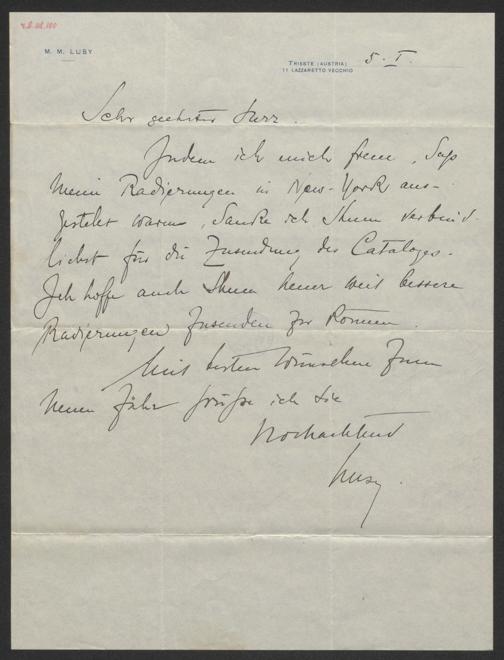 M. M. LUSY
TRIESTE (AUSTRIA)
11 LAZZARETTO VECCHIO
5. I.
Sehr geehrter Herr.
Indem ich mich freue, daß
meine Radierungen in New-York aus-
gestellt waren, danke ich Ihnen verbind-
lichst für die Zusendung des Cataloges.
Ich hoffe auch Ihnen heuer weit bessere
Radierungen zusenden zu können.
Mit besten Wünschen zum
neuen Jahr grüße ich Sie
hochachtend
Lusy.